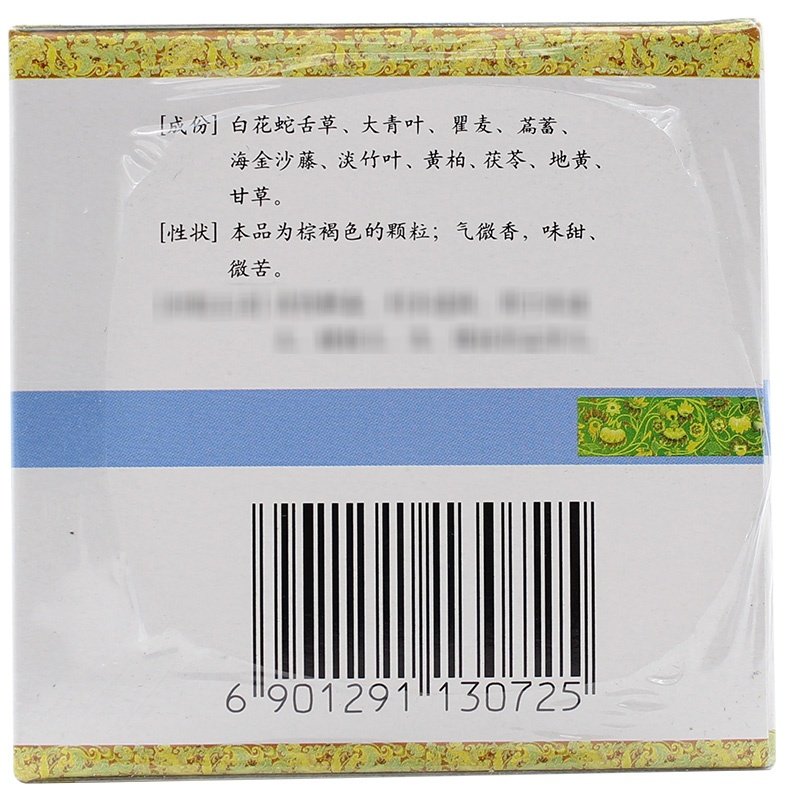 [成份] 白花蛇舌草、大青叶、瞿麦、萹蓄、
海金沙藤、淡竹叶、黄柏、茯苓、地黄、
甘草。
[性状] 本品为棕褐色的颗粒；气微香，味甜、
微苦。
6 901291 130725